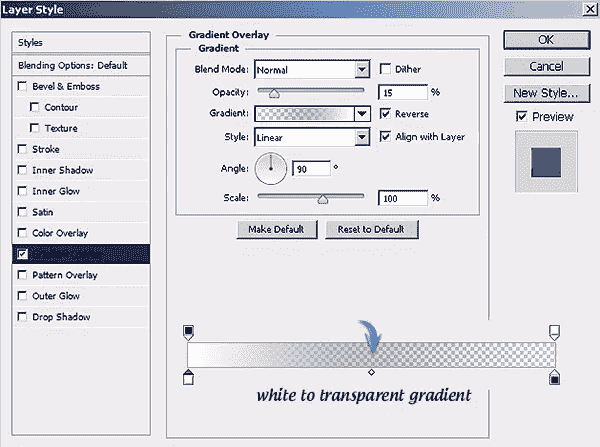 Layer Style
Styles
Blending Options: Default
Bevel & Emboss
Contour
Texture
Stroke
Inner Shadow
Inner Glow
Satin
Color Overlay
Pattern Overlay
Outer Glow
Drop Shadow
Gradient Overlay
Gradient
Blend Mode: Normal Dither
Opacity: 15 %
Gradient: Reverse
Style: Linear Align with Layer
Angle: 90 °
Scale: 100 %
Make Default Reset to Default
OK
Cancel
New Style...
Preview
white to transparent gradient